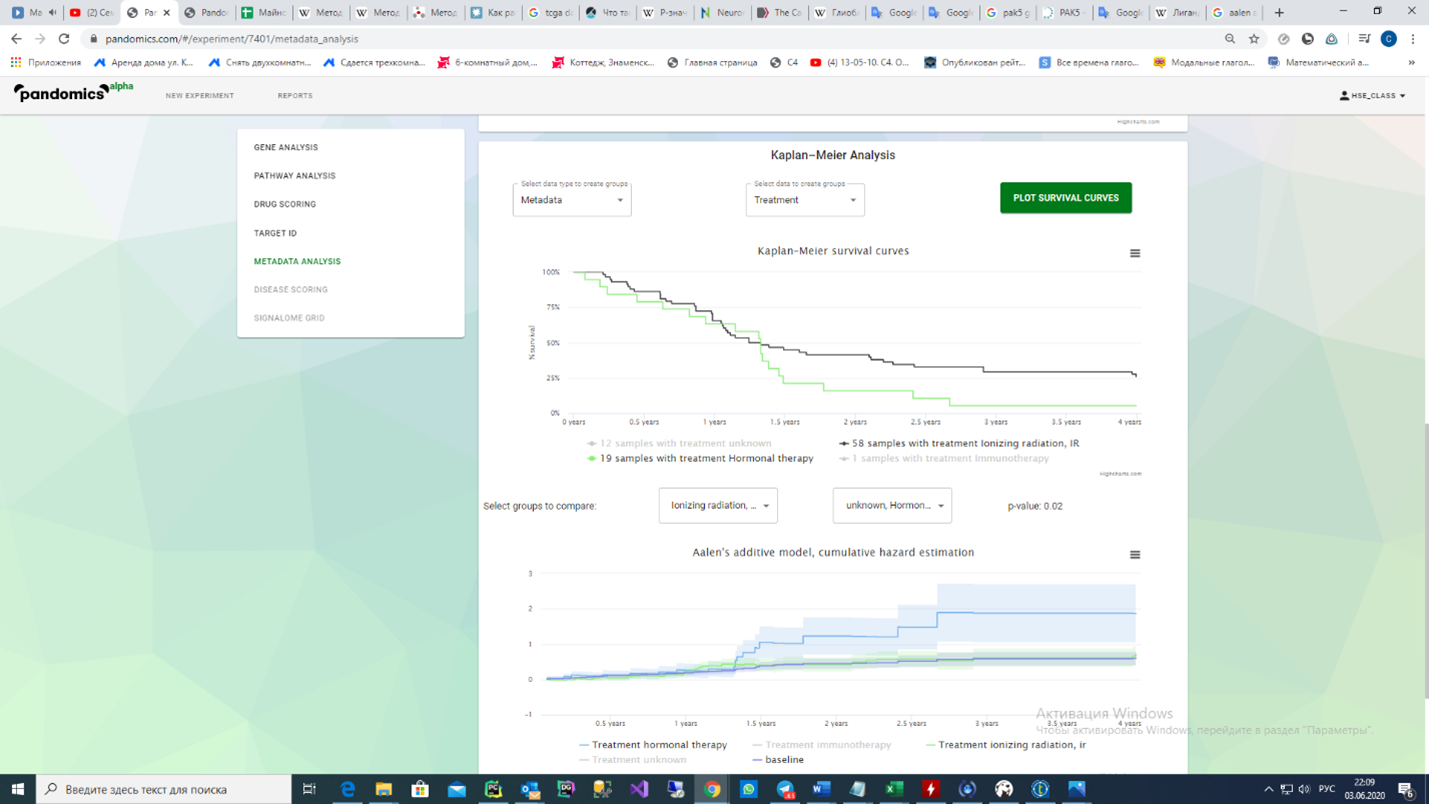 Ма
(2) Сем
Pan
Pando
Майнс
Метод
Метод
Метод
Как ра
tcga da
Что та
P-знач
Neuro
The Ca
Глиоб
Google
Google
pak5 g
PAK5 -
Google
Лиган
aalen a
pandomics.com/#/experiment/7401/metadata_analysis
С
Приложения
Аренда дома ул. К...
Снять двухкомнатн...
Сдается трехкомна...
6-комнатный дом,...
Коттедж, Знаменск...
Главная страница
С4
(4) 13-05-10. С4. О...
Опубликован рейт...
Все времена глаго...
Модальные глагол...
Математический а...
»
pandomics alpha
NEW EXPERIMENT
REPORTS
HSE_CLASS
GENE ANALYSIS
PATHWAY ANALYSIS
DRUG SCORING
TARGET ID
METADATA ANALYSIS
DISEASE SCORING
SIGNALOME GRID
Highcharts.com
Kaplan–Meier Analysis
Select data type to create groups
Metadata
Select data to create groups
Treatment
PLOT SURVIVAL CURVES
Kaplan–Meier survival curves
% survival
100%
75%
50%
25%
0%
0 years 0.5 years 1 years 1.5 years 2 years 2.5 years 3 years 3.5 years 4 years
12 samples with treatment unknown
58 samples with treatment Ionizing radiation, IR
19 samples with treatment Hormonal therapy
1 samples with treatment Immunotherapy
Highcharts.com
Select groups to compare:
Ionizing radiation, ...
unknown, Hormon...
p-value: 0.02
Aalen's additive model, cumulative hazard estimation
3
2
1
0
-1
0.5 years 1 years 1.5 years 2 years 2.5 years 3 years 3.5 years 4 years
Treatment hormonal therapy
Treatment immunotherapy
Treatment ionizing radiation, ir
Treatment unknown
baseline
Активация Windows
Чтобы активировать Windows, перейдите в раздел "Параметры".
Введите здесь текст для поиска
РУС
22:09
03.06.2020
6